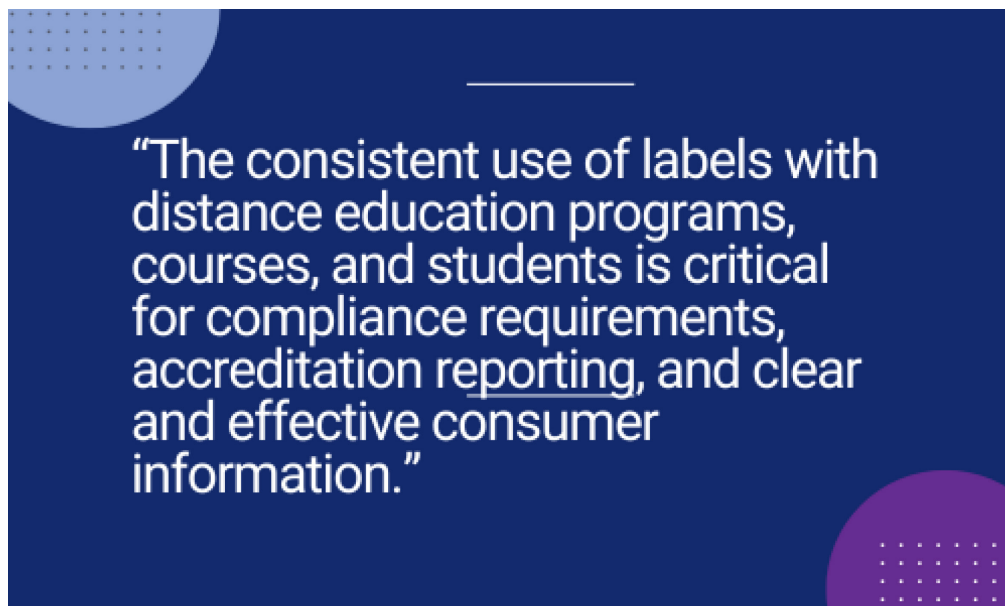 “The consistent use of labels with
distance education programs,
courses, and students is critical
for compliance requirements,
accreditation reporting, and clear
and effective consumer
information.”